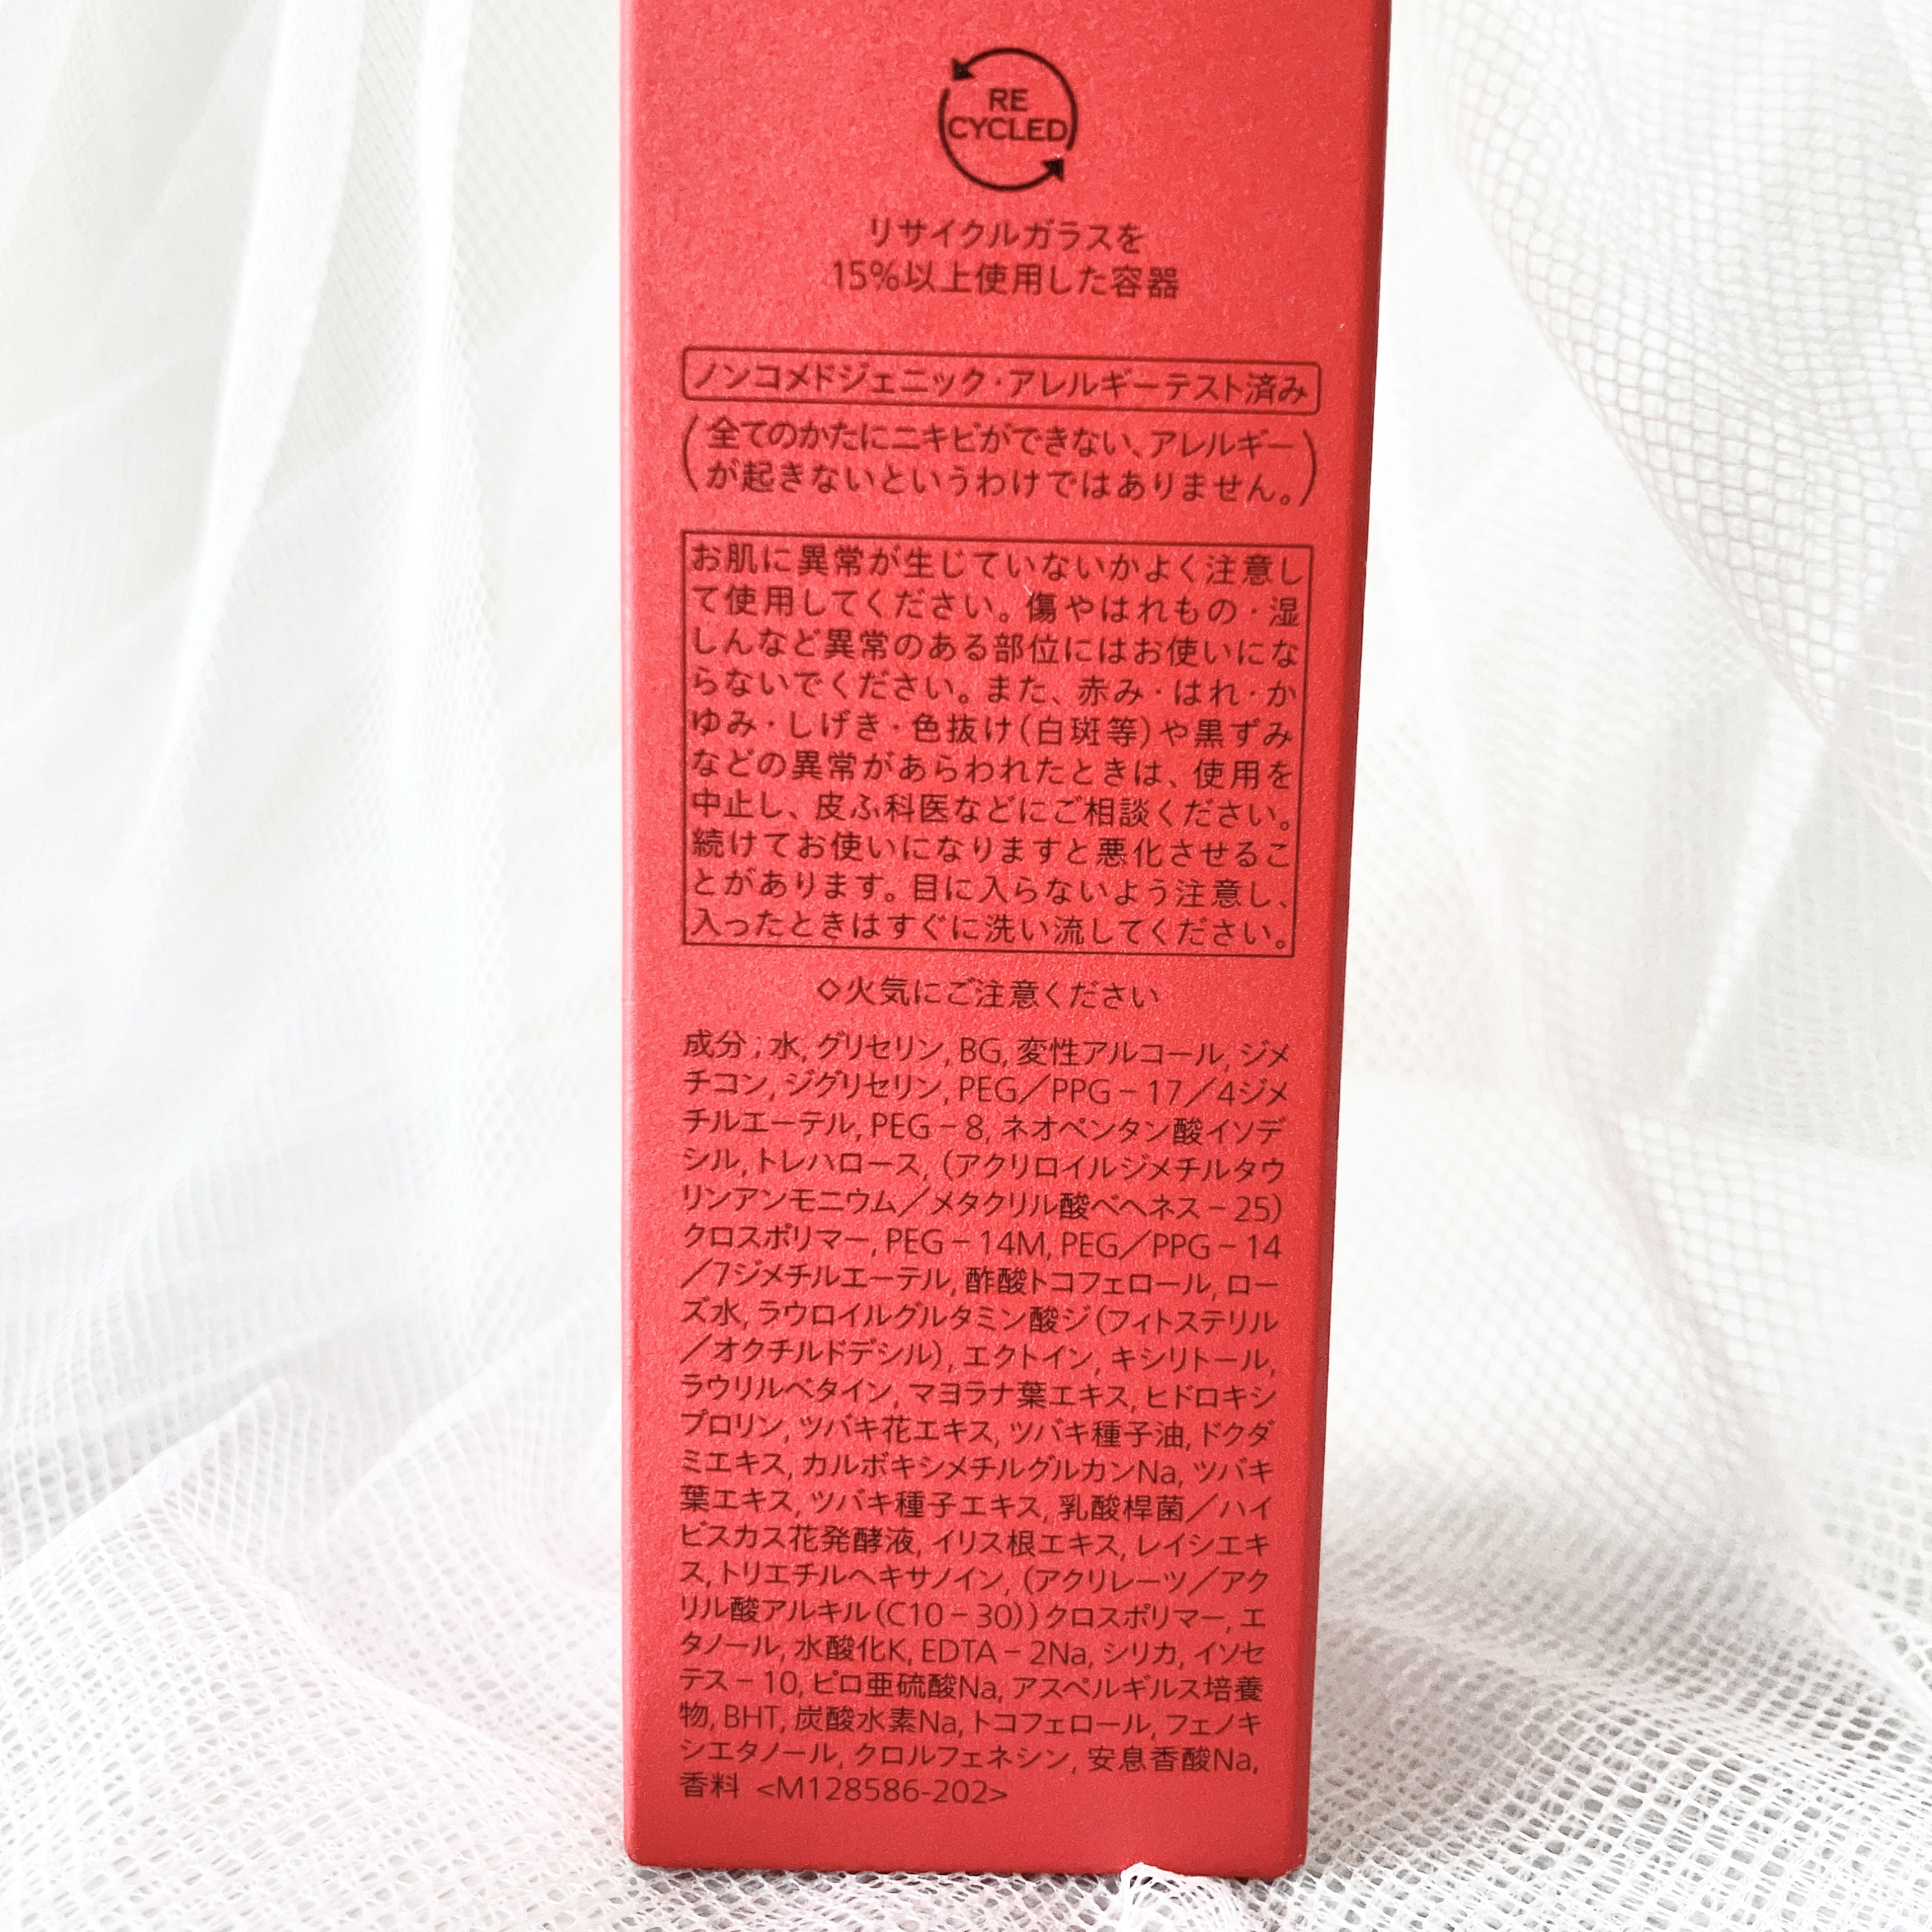 RE
CYCLED
リサイクルガラスを
15%以上使用した容器
ノンコメドジェニック・アレルギーテスト済み
(全てのかたにニキビができない、アレルギー
が起きないというわけではありません。)
お肌に異常が生じていないかよく注意し
て使用してください。傷やはれもの・湿
しんなど異常のある部位にはお使いにな
らないでください。また、赤み・はれ・か
ゆみ・しげき・色抜け(白斑等)や黒ずみ
などの異常があらわれたときは、使用を
中止し、皮ふ科医などにご相談ください。
続けてお使いになりますと悪化させるこ
とがあります。目に入らないよう注意し、
入ったときはすぐに洗い流してください。
◇火気にご注意ください
成分;水, グリセリン, BG, 変性アルコール, ジメ
チコン, ジグリセリン, PEG／PPG－17／4ジメ
チルエーテル, PEG－8, ネオペンタン酸イソデ
シル, トレハロース, (アクリロイルジメチルタウ
リンアンモニウム／メタクリル酸ベヘネス－25)
クロスポリマー, PEG－14M, PEG／PPG－14
／7ジメチルエーテル, 酢酸トコフェロール, ロー
ズ水, ラウロイルグルタミン酸ジ(フィトステリル
／オクチルドデシル), エクトイン, キシリトール,
ラウリルベタイン, マヨラナ葉エキス, ヒドロキシ
プロリン, ツバキ花エキス, ツバキ種子油, ドクダ
ミエキス, カルボキシメチルグルカンNa, ツバキ
葉エキス, ツバキ種子エキス, 乳酸桿菌／ハイ
ビスカス花発酵液, イリス根エキス, レイシエキ
ス, トリエチルヘキサノイン, (アクリレーツ／アク
リル酸アルキル(C10－30))クロスポリマー, エ
タノール, 水酸化K, EDTA－2Na, シリカ, イソセ
テス－10, ピロ亜硫酸Na, アスペルギルス培養
物, BHT, 炭酸水素Na, トコフェロール, フェノキ
シエタノール, クロルフェネシン, 安息香酸Na,
香料 <M128586-202>